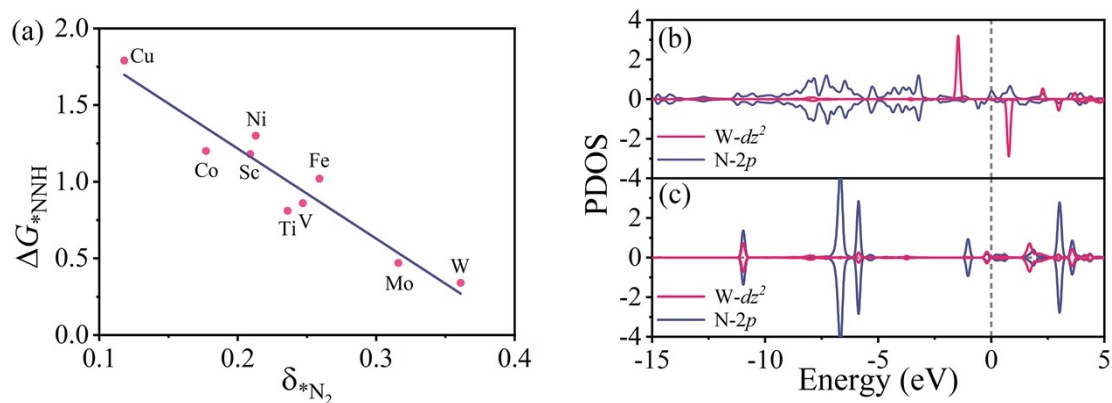 (a)
2.0
1.5
1.0
0.5
0.0
ΔG*NNH
Cu
Co
Ni
Sc
Fe
Ti
V
Mo
W
0.1 0.2 0.3 0.4
δ*N2
(b)
4
2
0
-2
-4
W-dz²
N-2p
PDOS
(c)
2
0
-2
-4
W-dz²
N-2p
-15 -10 -5 0 5
Energy (eV)